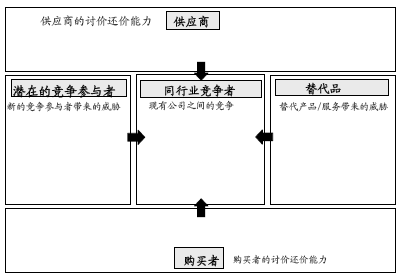 供应商的讨价还价能力
供应商
潜在的竞争参与者
同行业竞争者
替代品
新的竞争参与者带来的威胁
现有公司之间的竞争
替代产品/服务带来的威胁
购买者
购买者的讨价还价能力